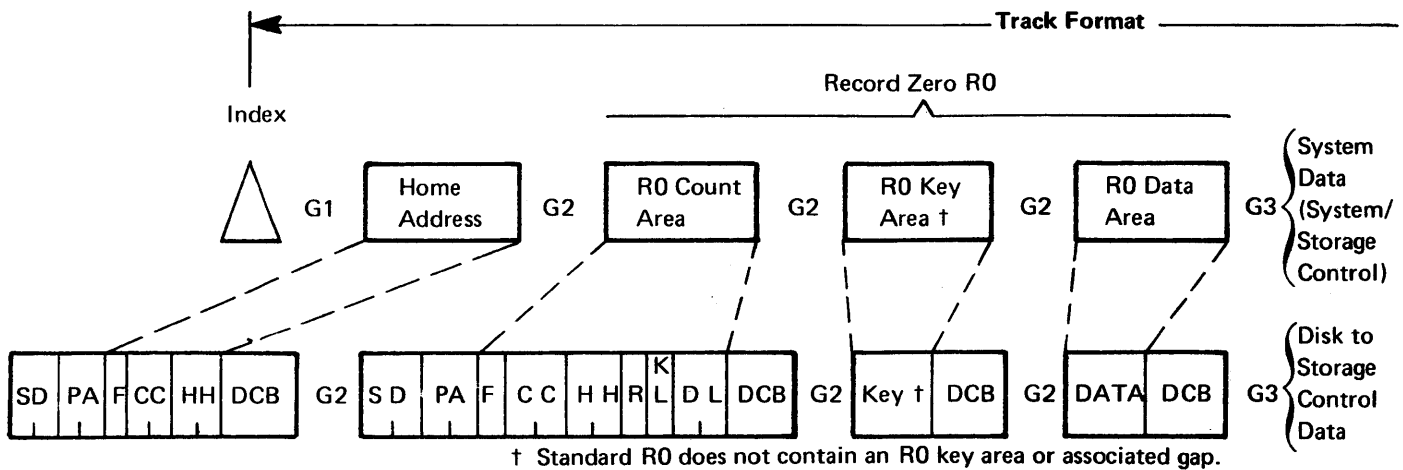 Track Format
Record Zero R0
Index
G1
Home
Address
G2
R0 Count
Area
G2
R0 Key
Area †
G2
R0 Data
Area
G3
System
Data
(System/
Storage
Control)
SD PA F CC HH DCB G2 S D PA F C C H H R K L D L DCB G2 Key † DCB G2 DATA DCB G3
Disk to
Storage
Control
Data
† Standard R0 does not contain an R0 key area or associated gap.